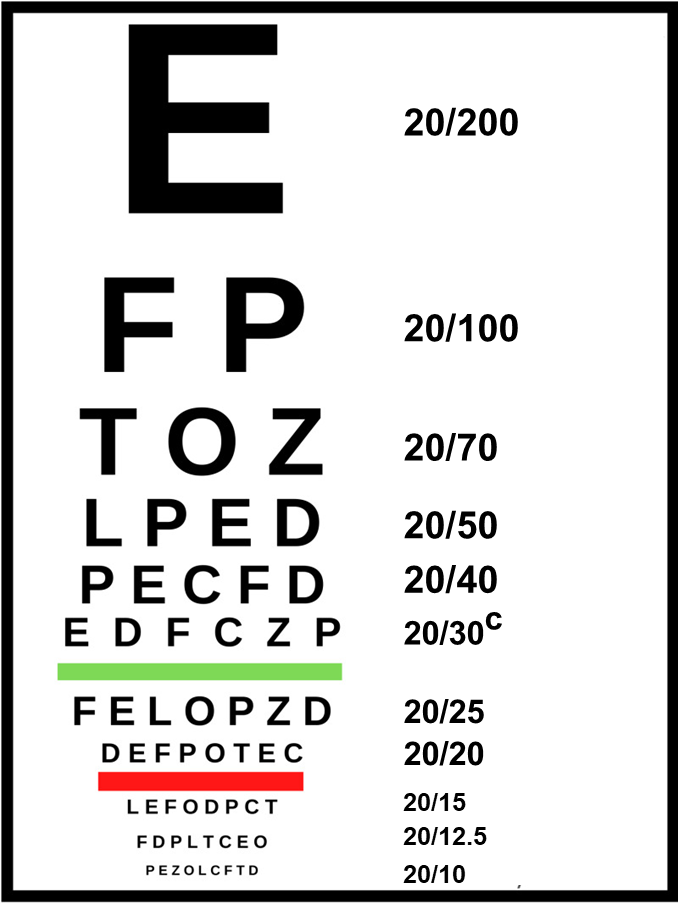 E 20/200
F P 20/100
T O Z 20/70
L P E D 20/50
P E C F D 20/40
E D F C Z P 20/30c
F E L O P Z D 20/25
D E F P O T E C 20/20
L E F O D P C T 20/15
F D P L T C E O 20/12.5
P E Z O L C F T D 20/10